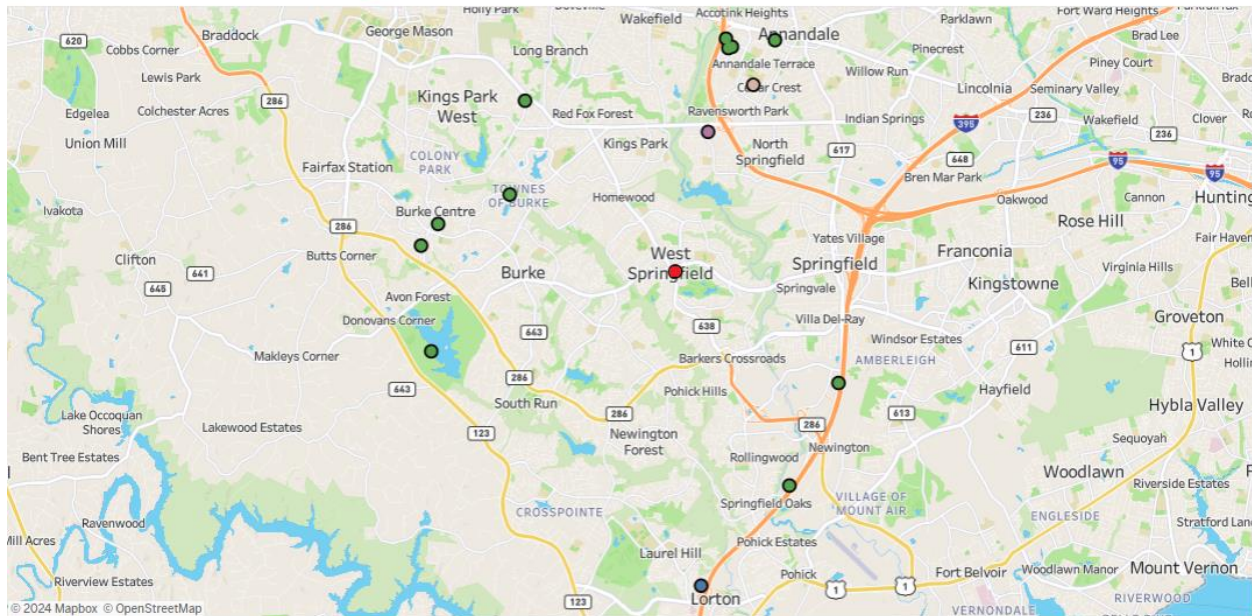 Holly Park
Doveville
Wakefield
Accotink Heights
Fort Ward Heights
620
Cobbs Corner
Braddock
George Mason
Long Branch
Annandale
Parklawn
Pinecrest
Brad Lee
Lewis Park
286
Annandale Terrace
Willow Run
Piney Court
Edgelea
Colchester Acres
Kings Park
West
Red Fox Forest
Cedar Crest
Ravensworth Park
Lincolnia
Seminary Valley
Union Mill
Kings Park
Indian Springs
395
236
Wakefield
Clover
236
North
Springfield
617
Fairfax Station
COLONY
PARK
648
Bren Mar Park
95
95
Ivakota
TOWNES
OF BURKE
Homewood
Oakwood
Cannon
Hunting
Burke Centre
286
Rose Hill
Clifton
Butts Corner
West
Springfield
Yates Village
Fair Haven
641
645
Burke
Springfield
Franconia
Virginia Hills
Springvale
Kingstowne
Avon Forest
Donovans Corner
643
638
Villa Del-Ray
Windsor Estates
Groveton
Makleys Corner
Barkers Crossroads
AMBERLEIGH
611
1
643
286
Pohick Hills
Hayfield
South Run
Hybla Valley
Lake Occoquan
Shores
Lakewood Estates
123
286
Newington
Forest
286
613
Newington
Sequoyah
Bent Tree Estates
Rollingwood
Woodlawn
Riverside Estates
Springfield Oaks
VILLAGE OF
MOUNT AIR
CROSSPOINTE
ENGLESIDE
Ravenwood
Stratford Land
Mill Acres
Laurel Hill
Pohick Estates
Riverview Estates
Pohick
Fort Belvoir
Woodlawn Manor
Mount Vernon
1
1
123
Lorton
RIVERWOOD
VERNONDALE
© 2024 Mapbox © OpenStreetMap